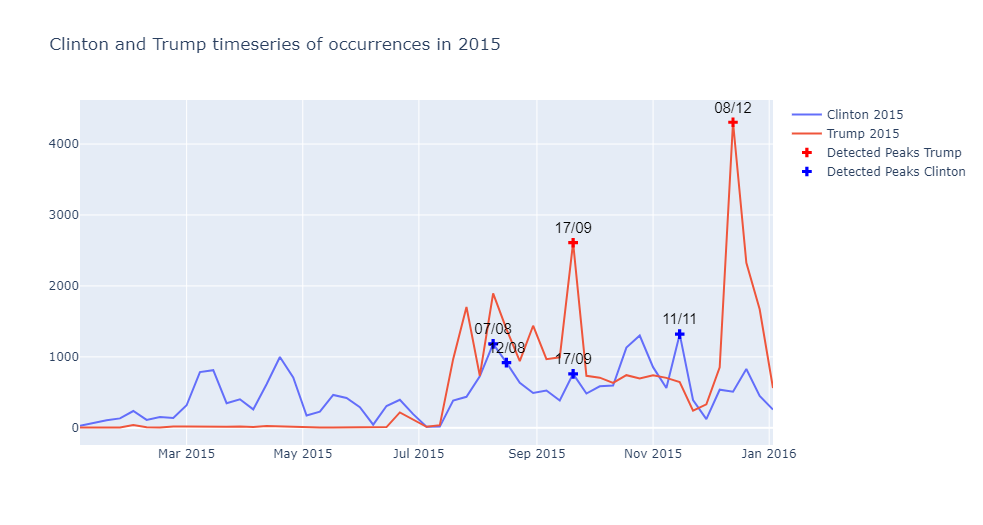 Clinton and Trump timeseries of occurrences in 2015
08/12
Clinton 2015
Trump 2015
Detected Peaks Trump
Detected Peaks Clinton
4000
3000
17/09
2000
11/11
07/08
12/08
17/09
1000
0
Mar 2015
May 2015
Jul 2015
Sep 2015
Nov 2015
Jan 2016